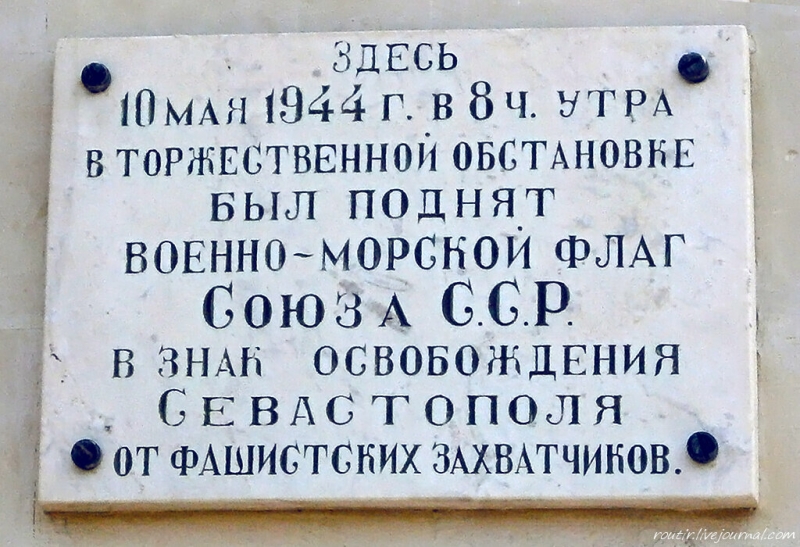 ЗДЕСЬ
10 МАЯ 1944 Г. В 8 Ч. УТРА
В ТОРЖЕСТВЕННОЙ ОБСТАНОВКЕ
БЫЛ ПОДНЯТ
ВОЕННО-МОРСКОЙ ФЛАГ
СОЮЗА С.С.Р.
В ЗНАК ОСВОБОЖДЕНИЯ
СЕВАСТОПОЛЯ
ОТ ФАШИСТСКИХ ЗАХВАТЧИКОВ.
routjr.livejournal.com